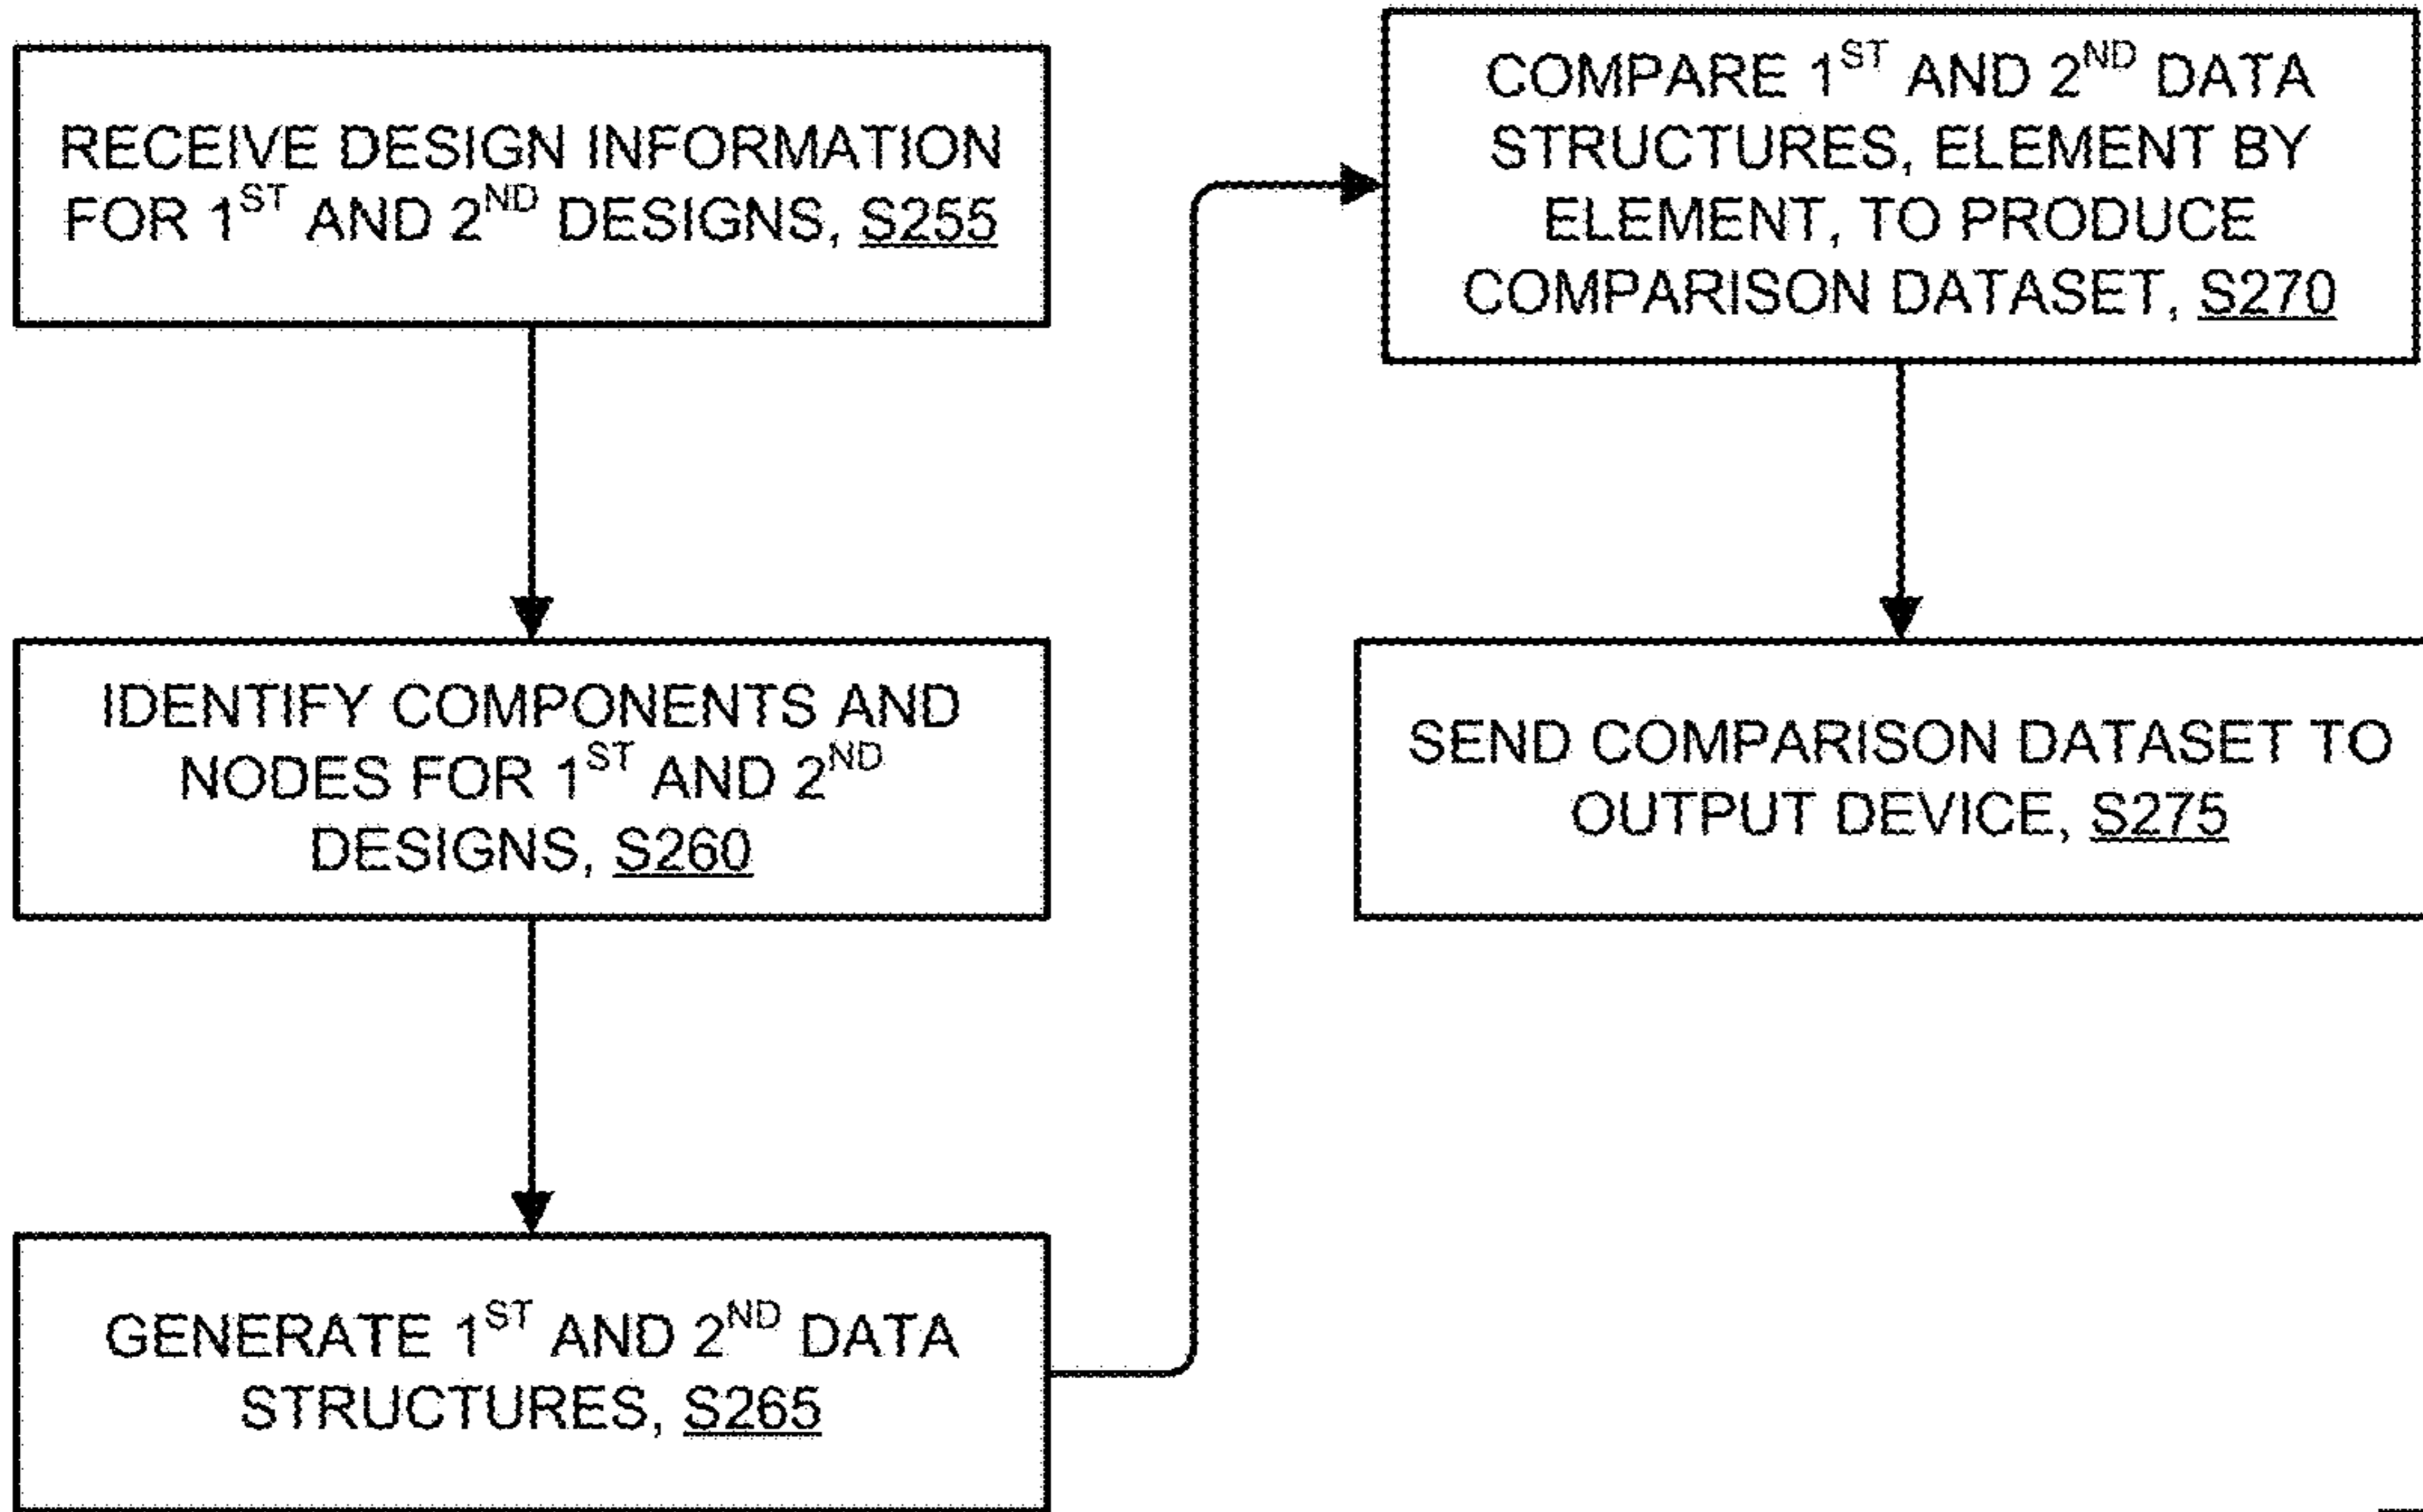 RECEIVE DESIGN INFORMATION
FOR 1ST AND 2ND DESIGNS, S255
IDENTIFY COMPONENTS AND
NODES FOR 1ST AND 2ND
DESIGNS, S260
GENERATE 1ST AND 2ND DATA
STRUCTURES, S265
COMPARE 1ST AND 2ND DATA
STRUCTURES, ELEMENT BY
ELEMENT, TO PRODUCE
COMPARISON DATASET, S270
SEND COMPARISON DATASET TO
OUTPUT DEVICE, S275